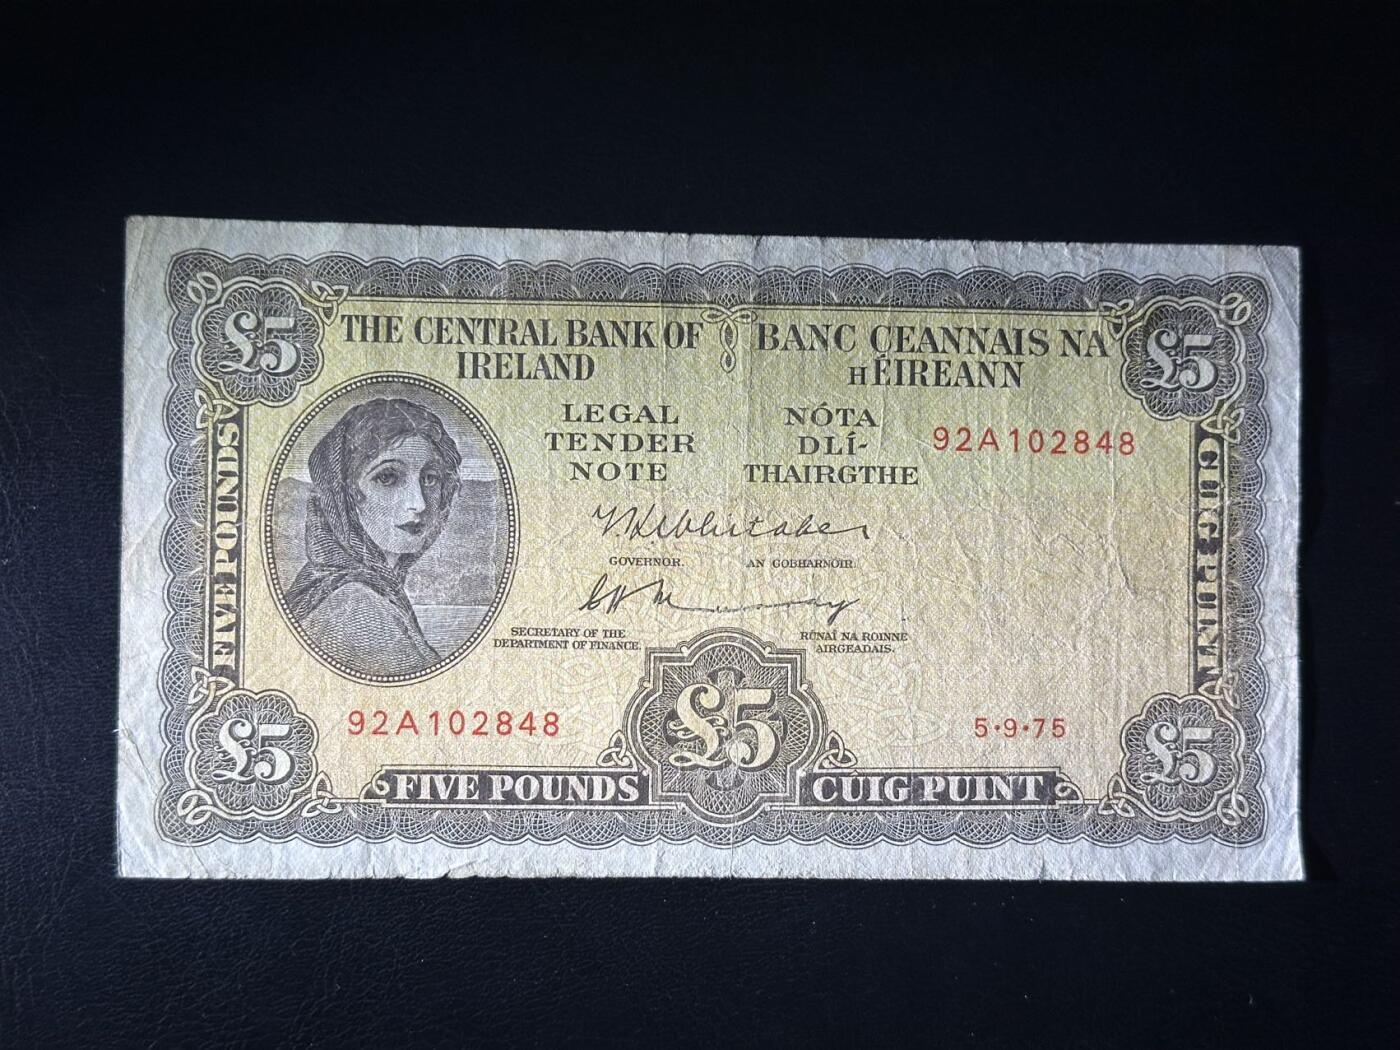 £5
£5
THE CENTRAL BANK OF
IRELAND
BANC CEANNAIS NA
hÉIREANN
LEGAL
TENDER
NOTE
NÓTA
DLÍ-
THAIRGTHE
92A102848
FIVE POUNDS
CÚIG PUINT
T K Whitaker
GOVERNOR.
AN GOBHARNÓIR.
C H Murray
SECRETARY OF THE
DEPARTMENT OF FINANCE.
RÚNAÍ NA ROINNE
AIRGEADAIS.
92A102848
5·9·75
£5
£5
£5
FIVE POUNDS
CÚIG PUINT